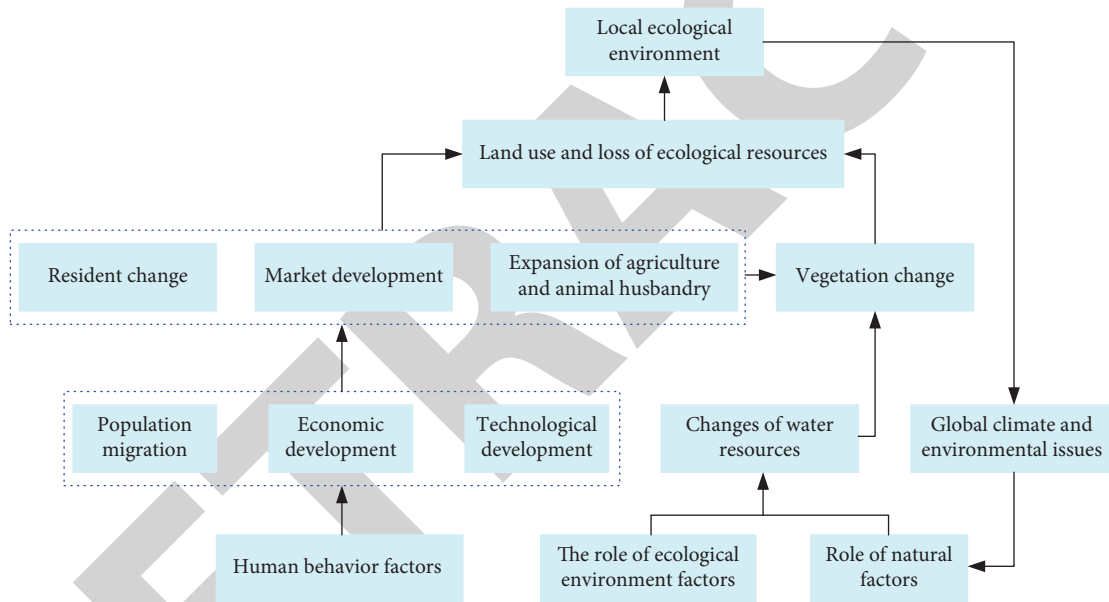 Local ecological
environment
Land use and loss of ecological resources
Resident change
Market development
Expansion of agriculture
and animal husbandry
Vegetation change
Population
migration
Economic
development
Technological
development
Changes of water
resources
Global climate and
environmental issues
Human behavior factors
The role of ecological
environment factors
Role of natural
factors